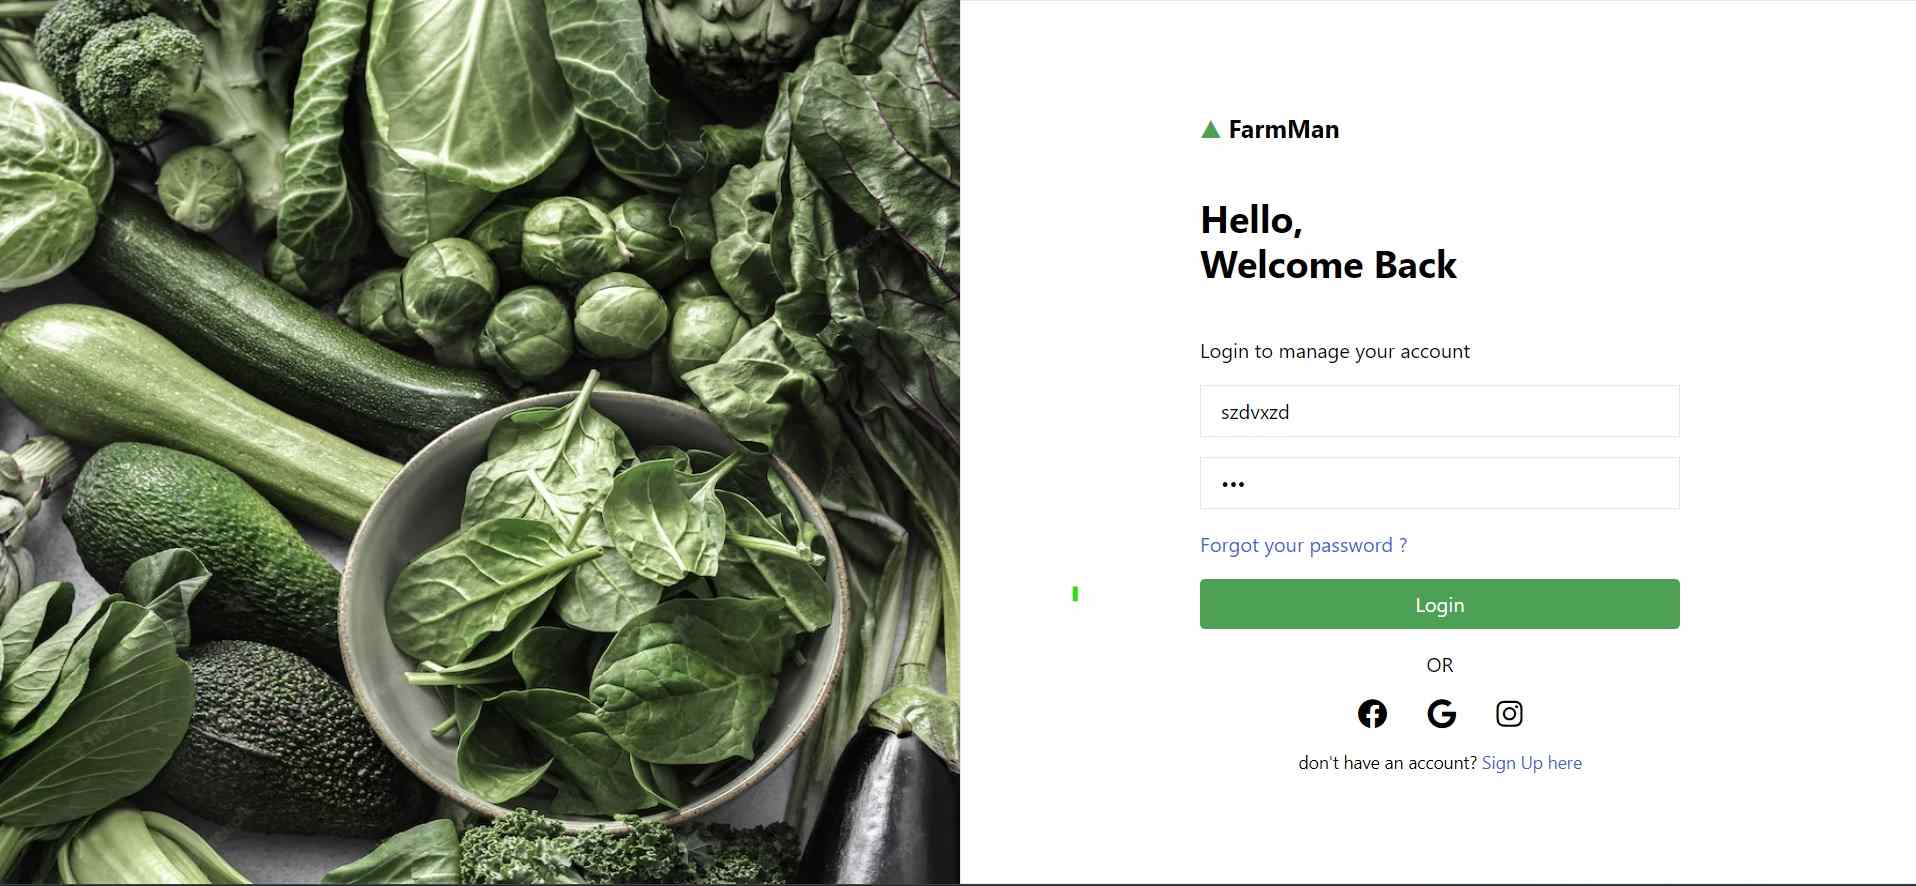 FarmMan
Hello,
Welcome Back
Login to manage your account
szdvxzd
•••
Forgot your password ?
Login
OR
don't have an account? Sign Up here